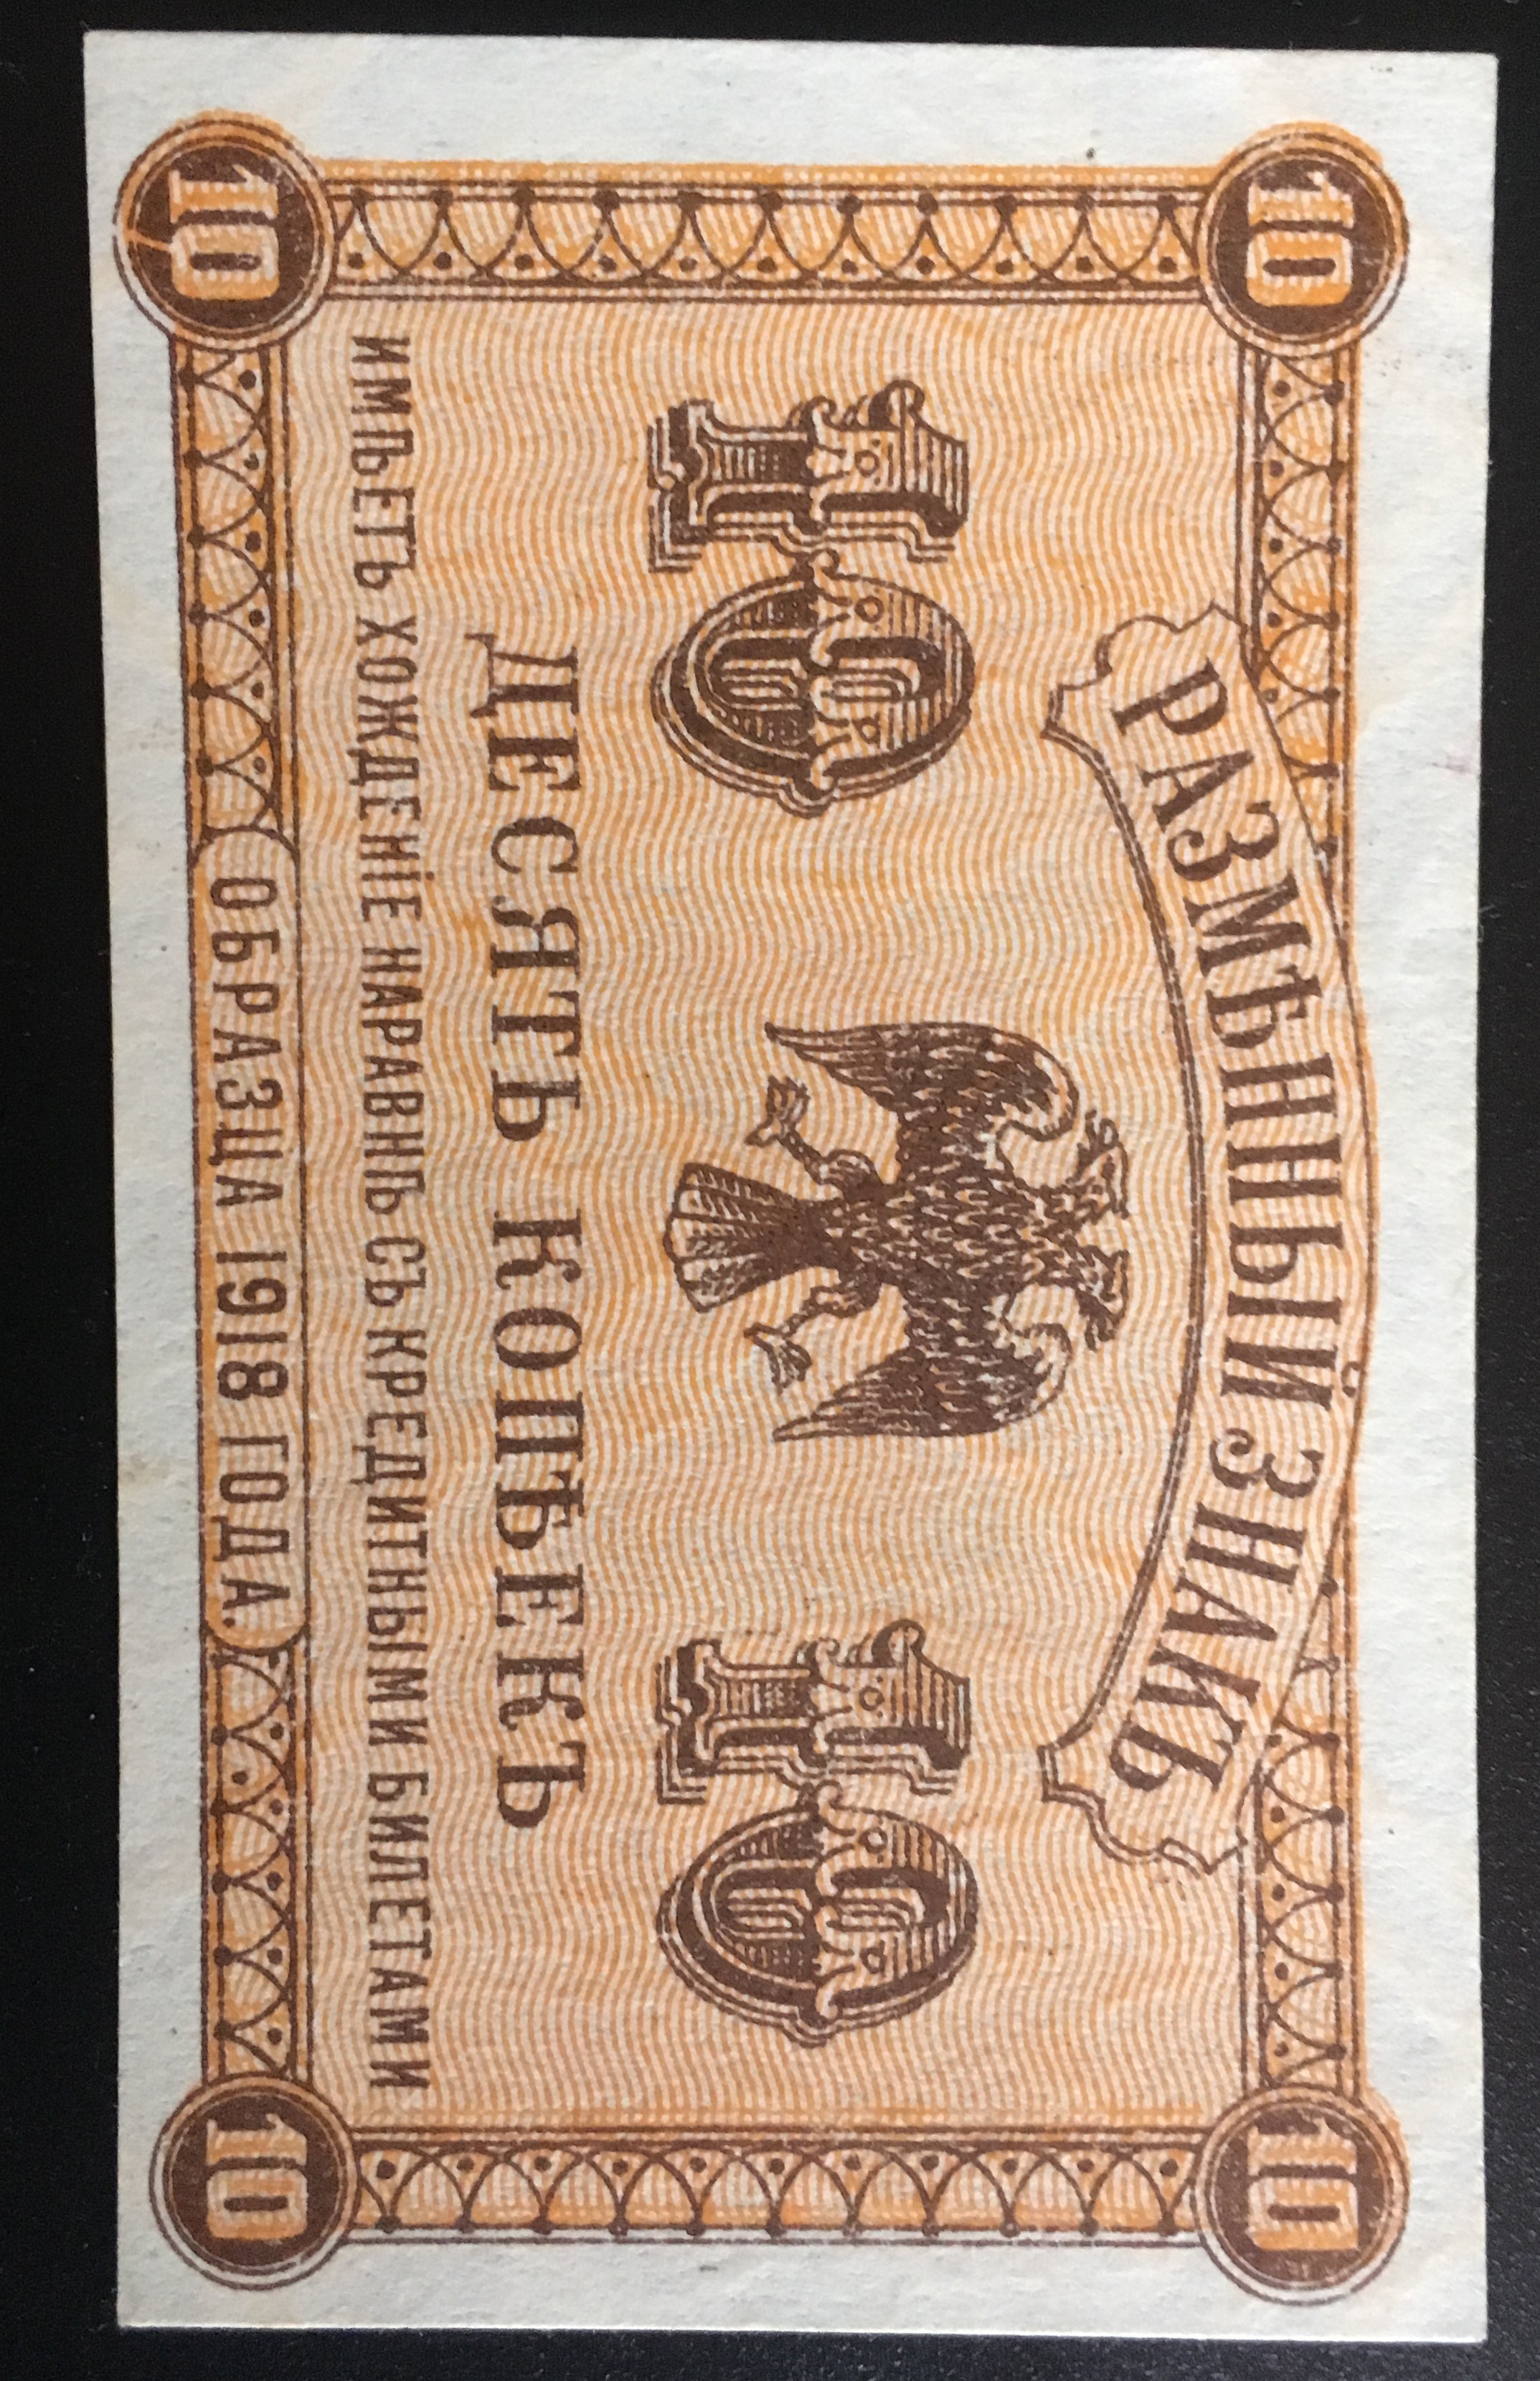 10 10
РАЗМѢННЫЙ ЗНАКЪ
10 10
ДЕСЯТЬ КОПѢЕКЪ
ИМѢЕТЪ ХОЖДЕНІЕ НАРАВНѢ СЪ КРЕДИТНЫМИ БИЛЕТАМИ
10 10
ОБРАЗЦА 1918 ГОДА.